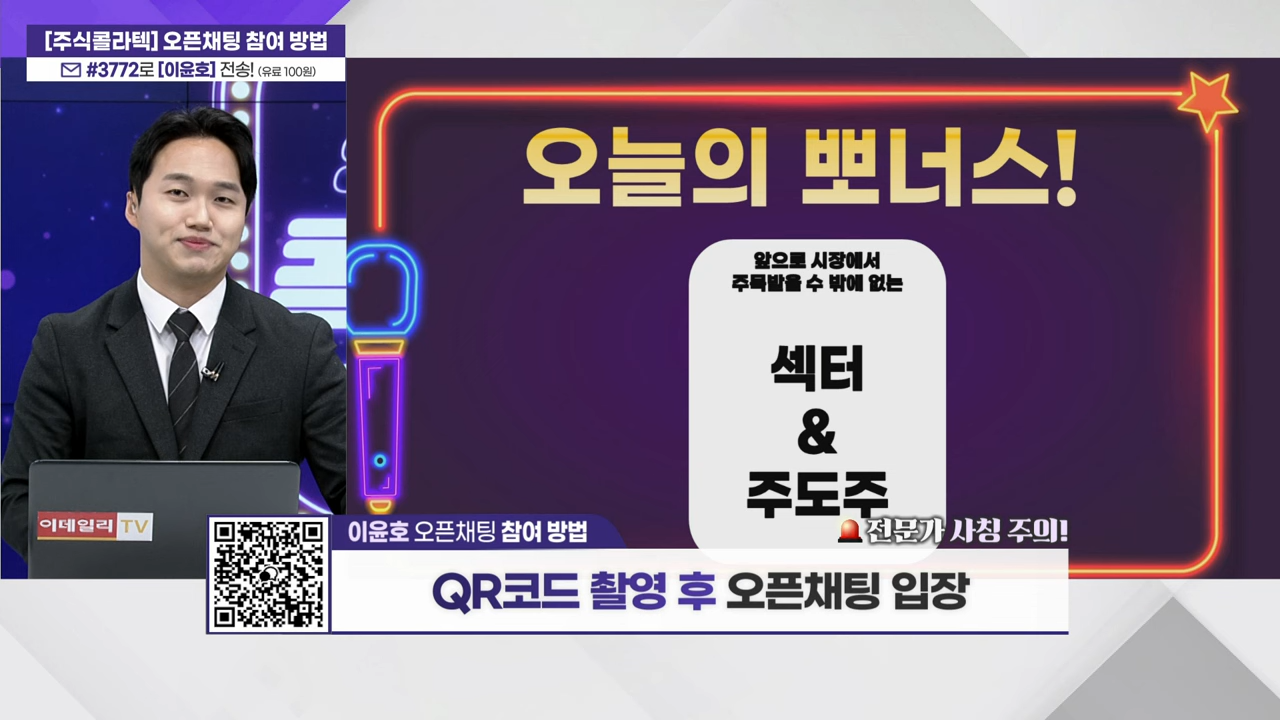 [주식콜라텍] 오픈채팅 참여 방법
#3772로 [이윤호] 전송! (유료 100원)
오늘의 뽀너스!
앞으로 시장에서
주목받을 수 밖에 없는
섹터
&
주도주
이데일리 TV
이윤호 오픈채팅 참여 방법
전문가 사칭 주의!
QR코드 촬영 후 오픈채팅 입장